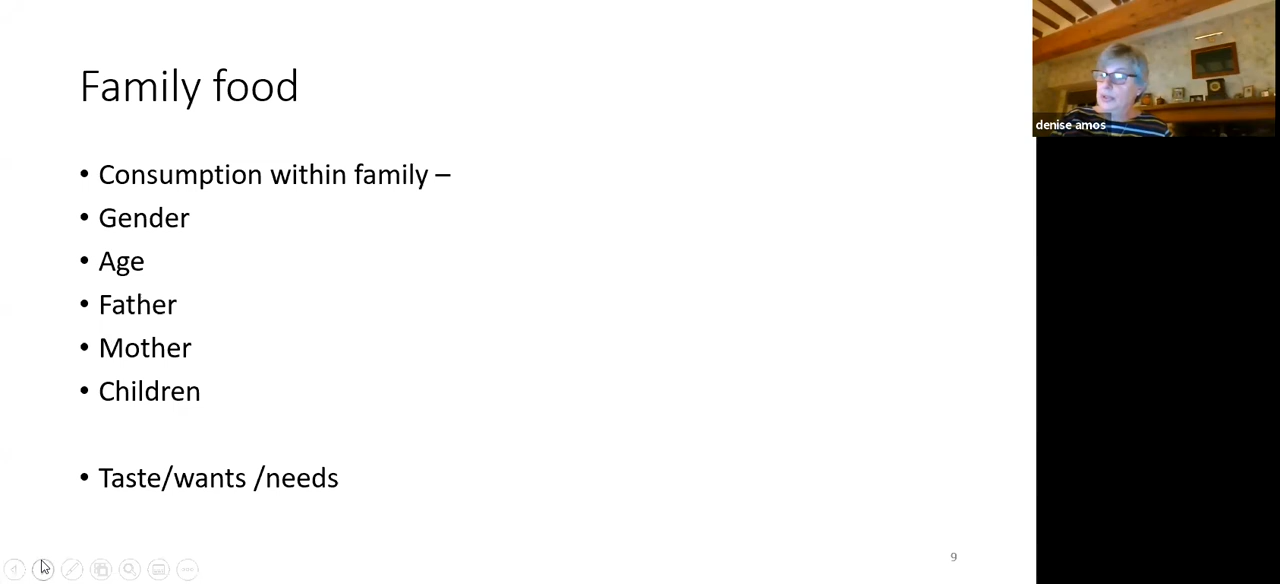 Family food
• Consumption within family –
• Gender
• Age
• Father
• Mother
• Children
• Taste/wants /needs
9
denise amos